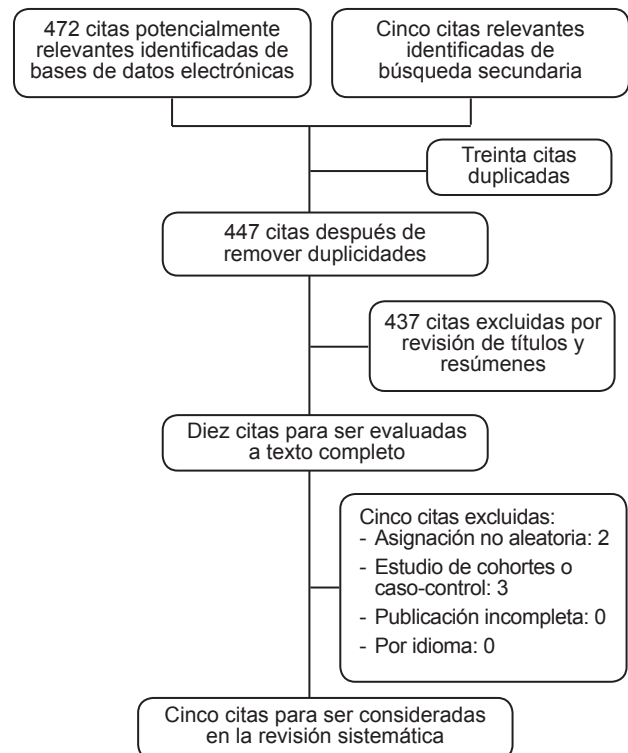 472 citas potencialmente
relevantes identificadas de
bases de datos electrónicas
Cinco citas relevantes
identificadas de
búsqueda secundaria
Treinta citas
duplicadas
447 citas después de
remover duplicidades
437 citas excluidas por
revisión de títulos y
resúmenes
Diez citas para ser evaluadas
a texto completo
Cinco citas excluidas:
- Asignación no aleatoria: 2
- Estudio de cohortes o
caso-control: 3
- Publicación incompleta: 0
- Por idioma: 0
Cinco citas para ser consideradas
en la revisión sistemática